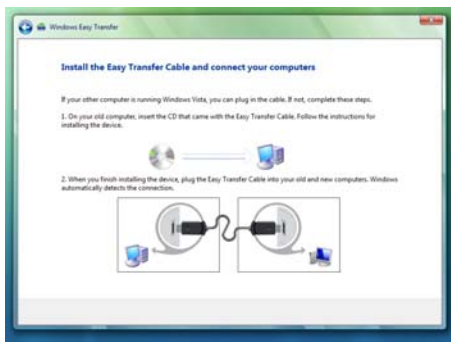 Windows Easy Transfer
Install the Easy Transfer Cable and connect your computers
If your other computer is running Windows Vista, you can plug in the cable. If not, complete these steps.
1. On your old computer, insert the CD that came with the Easy Transfer Cable. Follow the instructions for
installing the device.
2. When you finish installing the device, plug the Easy Transfer Cable into your old and new computers. Windows
automatically detects the connection.